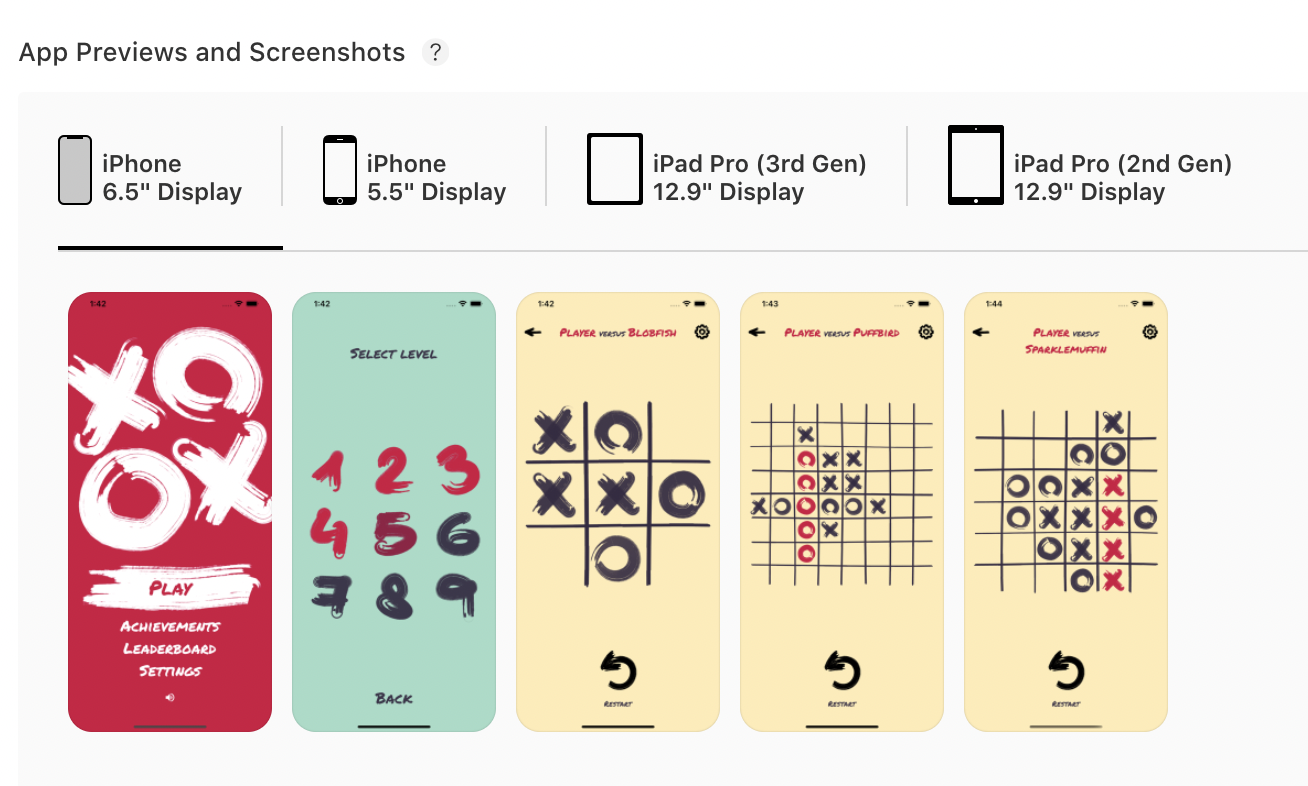 App Previews and Screenshots ?
iPhone
6.5" Display
iPhone
5.5" Display
iPad Pro (3rd Gen)
12.9" Display
iPad Pro (2nd Gen)
12.9" Display
1:42
PLAY
ACHIEVEMENTS
LEADERBOARD
SETTINGS
1:42
SELECT LEVEL
1 2 3
4 5 6
7 8 9
BACK
1:42
PLAYER VERSUS BLOBFISH
X O
X X O
O
RESTART
1:43
PLAYER VERSUS PUFFBIRD
X
O X X
O X X
X O O O O X
O X
O
RESTART
1:44
PLAYER VERSUS
SPARKLEMUFFIN
X
O O
O O X X
O X X X O
O X X
O X
RESTART